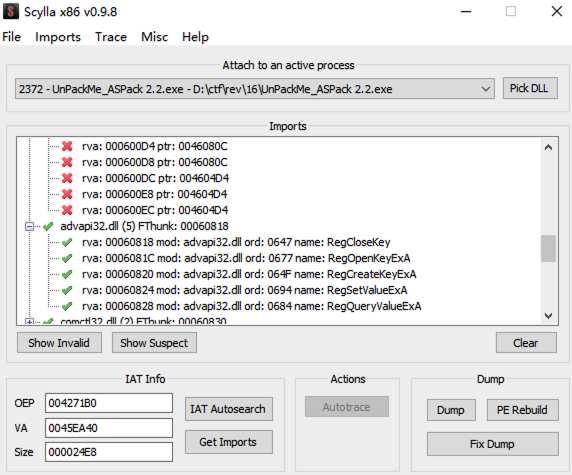 Scylla x86 v0.9.8
File Imports Trace Misc Help
Attach to an active process
2372 - UnPackMe_ASPack 2.2.exe - D:\ctf\rev\16\UnPackMe_ASPack 2.2.exe
Pick DLL
Imports
rva: 000600D4 ptr: 0046080C
rva: 000600D8 ptr: 0046080C
rva: 000600DC ptr: 004604D4
rva: 000600E8 ptr: 004604D4
rva: 000600EC ptr: 004604D4
advapi32.dll (5) FThunk: 00060818
rva: 00060818 mod: advapi32.dll ord: 0647 name: RegCloseKey
rva: 0006081C mod: advapi32.dll ord: 0677 name: RegOpenKeyExA
rva: 00060820 mod: advapi32.dll ord: 064F name: RegCreateKeyExA
rva: 00060824 mod: advapi32.dll ord: 0694 name: RegSetValueExA
rva: 00060828 mod: advapi32.dll ord: 0684 name: RegQueryValueExA
comctl32.dll (2) FThunk: 00060830
Show Invalid Show Suspect Clear
IAT Info
OEP 004271B0
VA 0045EA40
Size 000024E8
IAT Autosearch
Get Imports
Actions
Autotrace
Dump
Dump PE Rebuild
Fix Dump